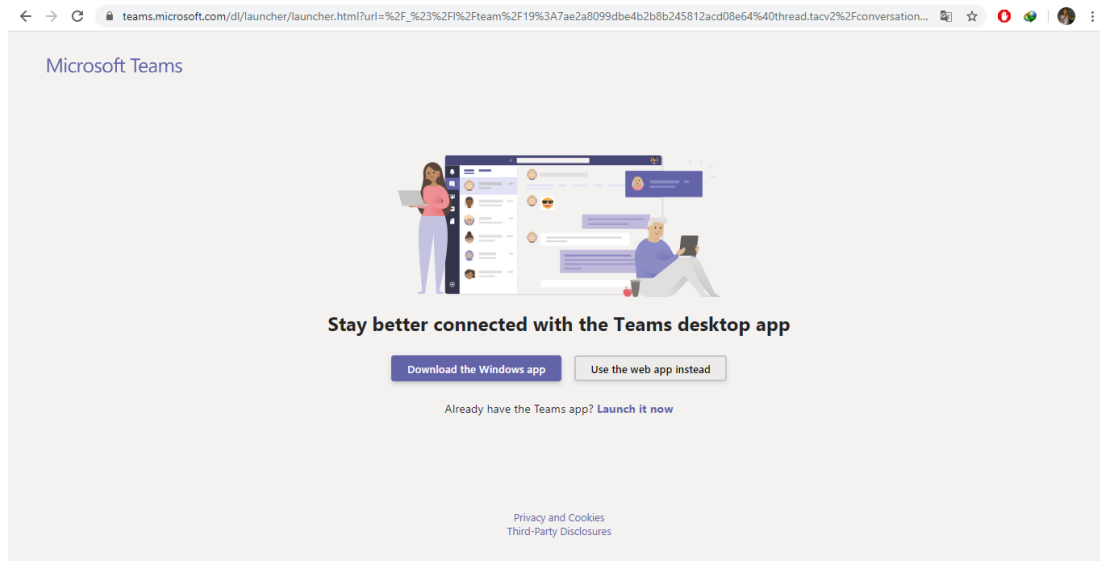 teams.microsoft.com/dl/launcher/launcher.html?url=%2F_%23%2Fl%2Fteam%2F19%3A7ae2a8099dbe4b2b8b245812acd08e64%40thread.tacv2%2Fconversation...
Microsoft Teams
Stay better connected with the Teams desktop app
Download the Windows app
Use the web app instead
Already have the Teams app? Launch it now
Privacy and Cookies
Third-Party Disclosures